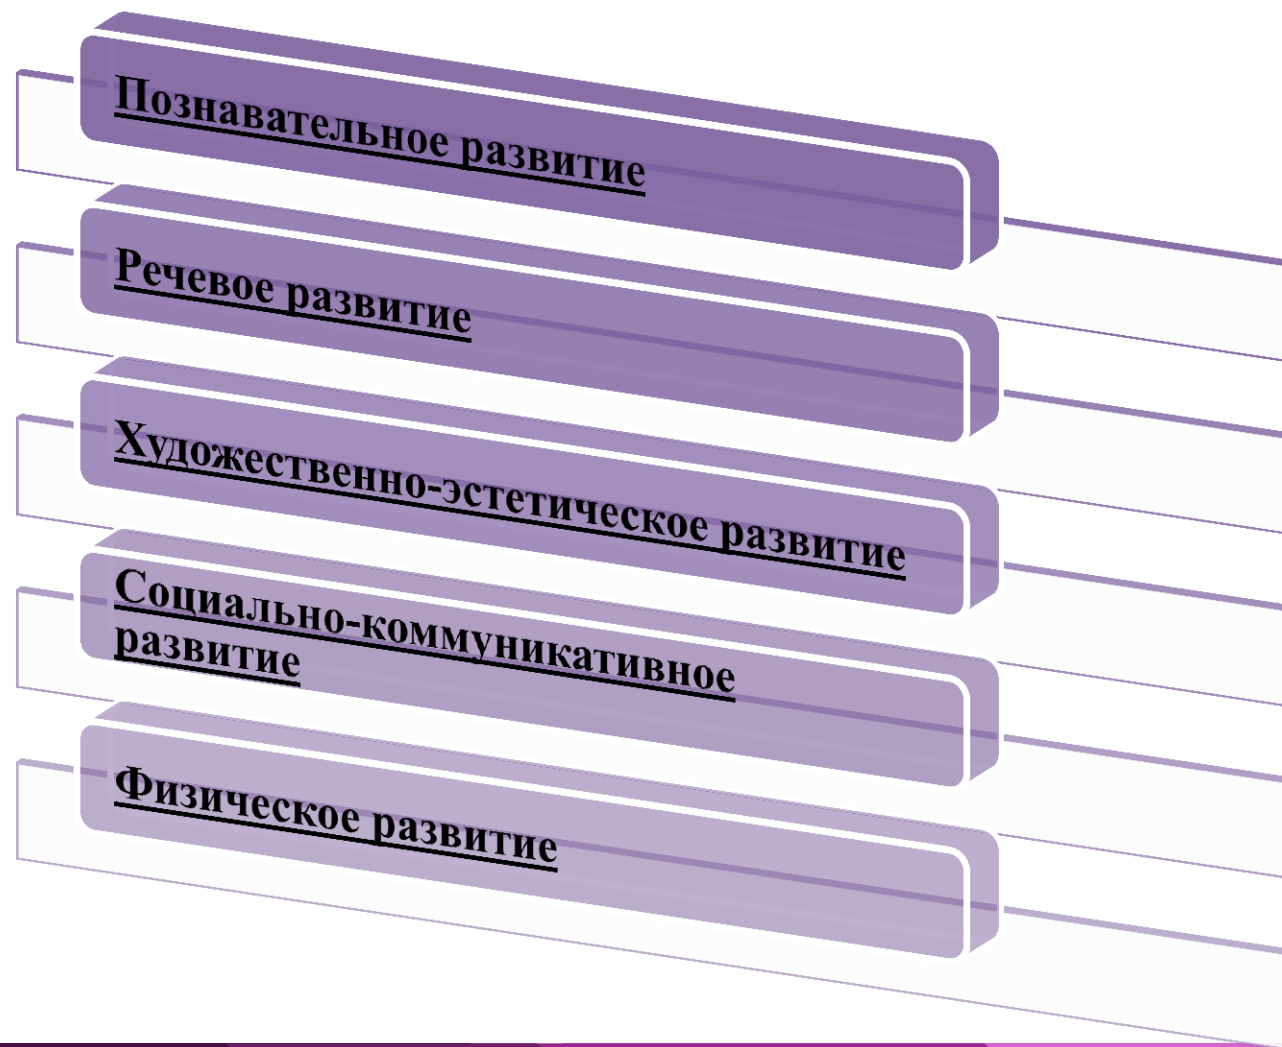 Познавательное развитие
Речевое развитие
Художественно-эстетическое развитие
Социально-коммуникативное
развитие
Физическое развитие